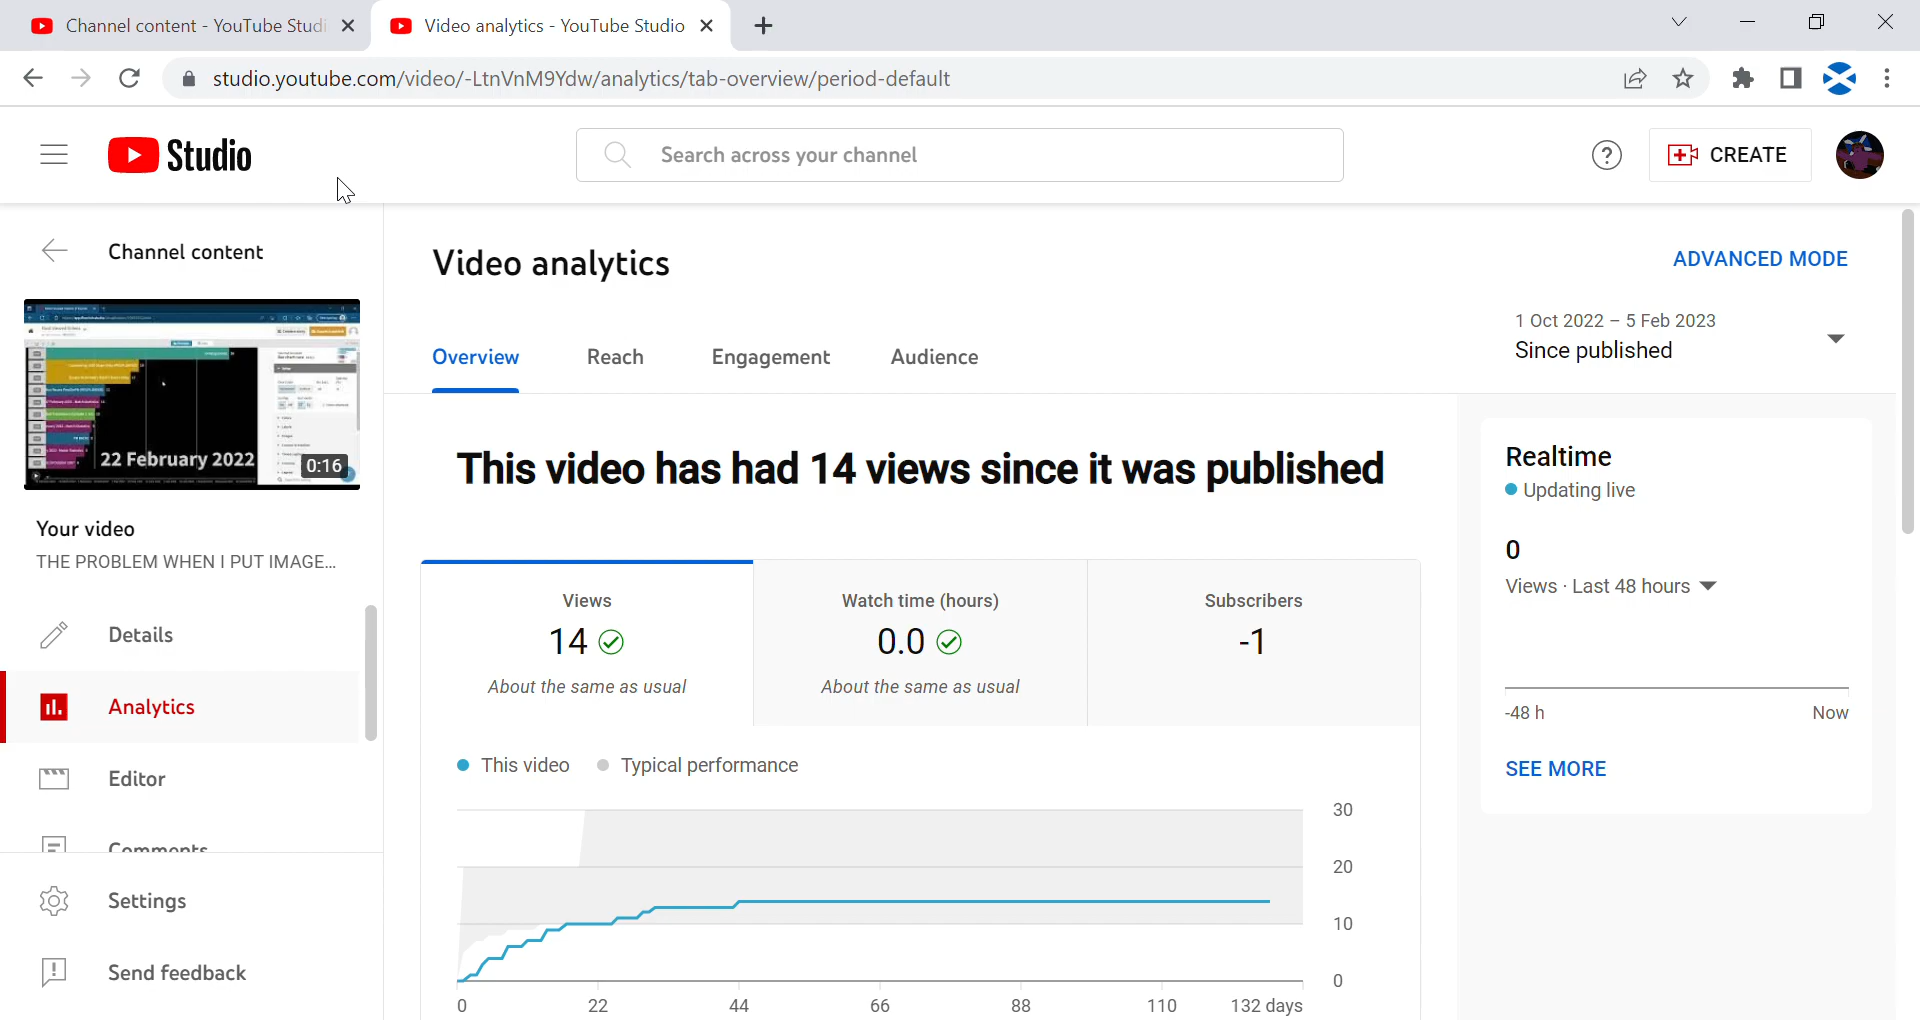 Channel content - YouTube Studi
Video analytics - YouTube Studio
studio.youtube.com/video/-LtnVnM9Ydw/analytics/tab-overview/period-default
Studio
Search across your channel
?
CREATE
Channel content
22 February 2022
0:16
Your video
THE PROBLEM WHEN I PUT IMAGE...
Details
Analytics
Editor
Comments
Settings
Send feedback
Video analytics
ADVANCED MODE
Overview
Reach
Engagement
Audience
1 Oct 2022 – 5 Feb 2023
Since published
This video has had 14 views since it was published
Views
14
About the same as usual
Watch time (hours)
0.0
About the same as usual
Subscribers
-1
This video
Typical performance
30
20
10
0
0 22 44 66 88 110 132 days
Realtime
Updating live
0
Views · Last 48 hours
-48 h
Now
SEE MORE